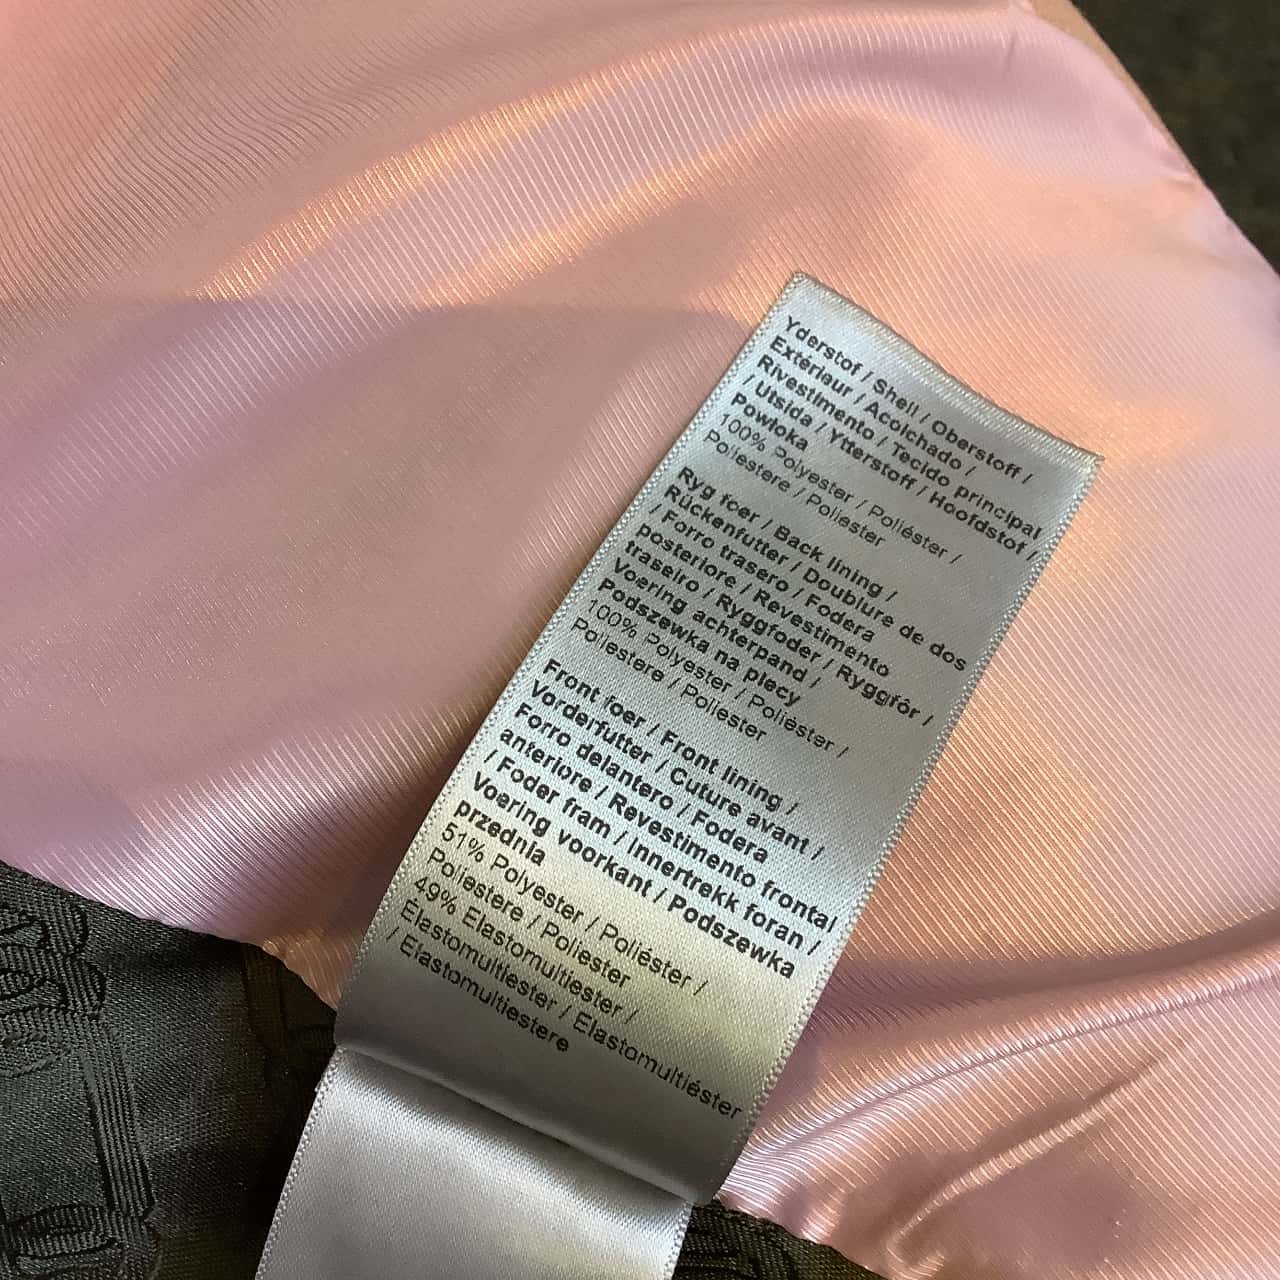 Yderstof / Shell / Oberstoff /
Extérlaur / Acolchado /
Rivestimento / Tecido principal
/ Utsida / Ytterstoff / Hoofdstof /
Powłoka
100% Polyester / Poliéster /
Poliestere / Poliester
Ryg foer / Back lining /
Rückenfutter / Doublure de dos
/ Forro trasero / Fodera
posteriore / Revestimento
traseiro / Ryggfoder / Ryggfôr /
Voering achterpand /
Podszewka na plecy
100% Polyester / Poliéster /
Poliestere / Poliester
Front foer / Front lining /
Vorderfutter / Cuture avant /
Forro delantero / Fodera
anteriore / Revestimento frontal
/ Foder fram / Innertrekk foran /
Voering voorkant / Podszewka
przednia
51% Polyester / Poliéster /
Poliestere / Poliester
49% Elastomultiester /
Élastomultiester / Elastomultiéster
/ Elastomultiestere